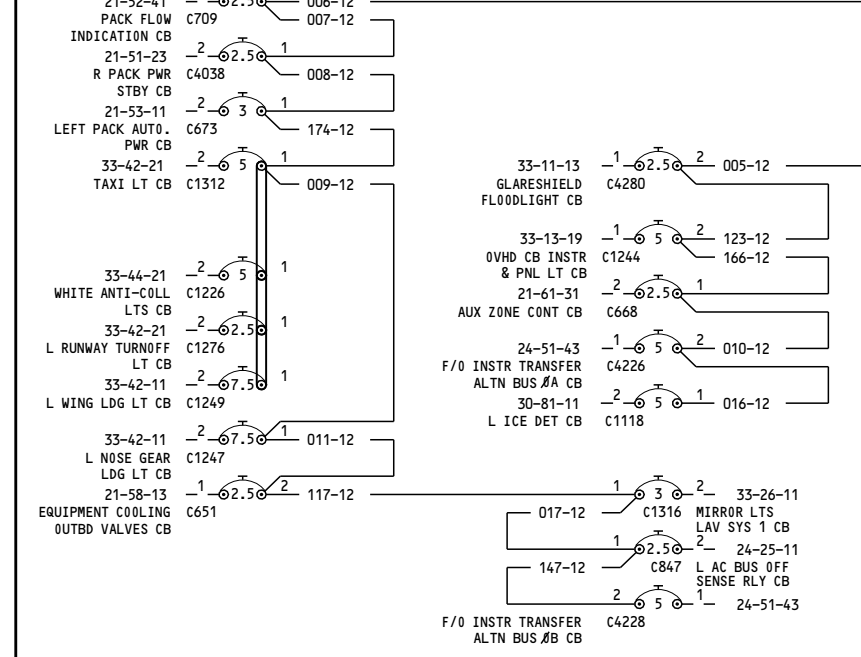 21-52-41 1 2.5 006-12
PACK FLOW C709 007-12
INDICATION CB
21-51-23 2 2.5 1
R PACK PWR C4038 008-12
STBY CB
21-53-11 2 3 1
LEFT PACK AUTO. C673 174-12
PWR CB
33-42-21 2 5 1
TAXI LT CB C1312 009-12
33-44-21 2 5 1
WHITE ANTI-COLL C1226
LTS CB
33-42-21 2 2.5 1
L RUNWAY TURNOFF C1276
LT CB
33-42-11 2 7.5 1
L WING LDG LT CB C1249
33-42-11 2 7.5 1 011-12
L NOSE GEAR C1247
LDG LT CB
21-58-13 1 2.5 2 117-12
EQUIPMENT COOLING C651
OUTBD VALVES CB
33-11-13 1 2.5 2 005-12
GLARESHIELD C4280
FLOODLIGHT CB
33-13-19 1 5 2 123-12
OVHD CB INSTR C1244 166-12
& PNL LT CB
21-61-31 2 2.5 1
AUX ZONE CONT CB C668
24-51-43 1 5 2 010-12
F/O INSTR TRANSFER C4226
ALTN BUS ØA CB
30-81-11 2 5 1 016-12
L ICE DET CB C1118
1 3 2 33-26-11
017-12 C1316 MIRROR LTS
LAV SYS 1 CB
1 2.5 2 24-25-11
147-12 C847 L AC BUS OFF
SENSE RLY CB
2 5 1 24-51-43
F/O INSTR TRANSFER C4228
ALTN BUS ØB CB